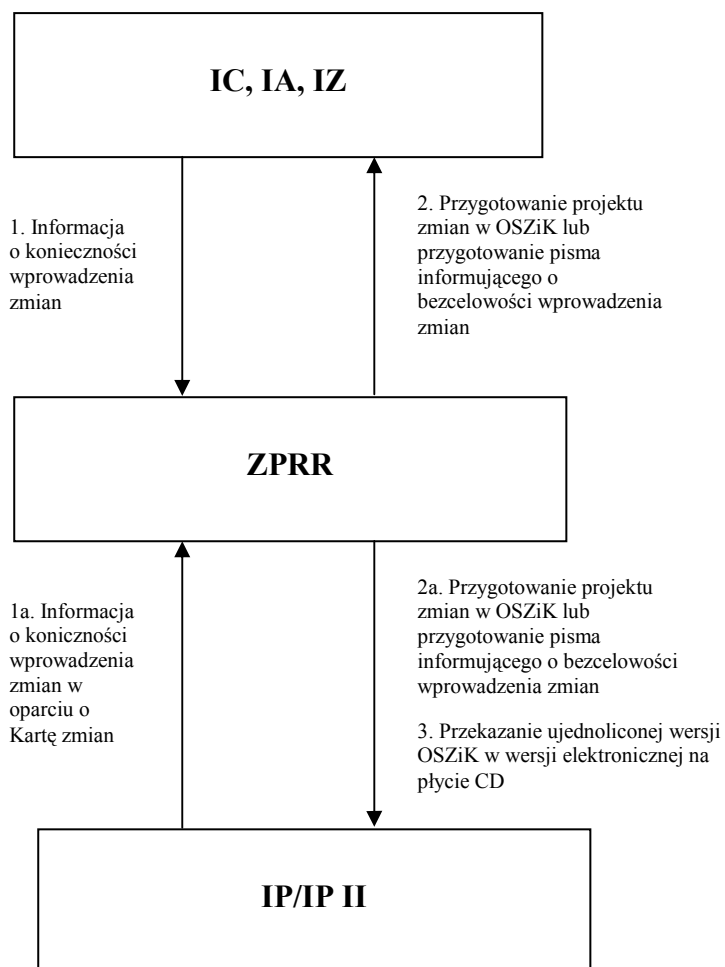 IC, IA, IZ
1. Informacja
o konieczności
wprowadzenia
zmian
2. Przygotowanie projektu
zmian w OSZiK lub
przygotowanie pisma
informującego o
bezcelowości wprowadzenia
zmian
ZPRR
1a. Informacja
o koniczności
wprowadzenia
zmian w
oparciu o
Kartę zmian
2a. Przygotowanie projektu
zmian w OSZiK lub
przygotowanie pisma
informującego o bezcelowości
wprowadzenia zmian
3. Przekazanie ujednoliconej wersji
OSZiK w wersji elektronicznej na
płycie CD
IP/IP II